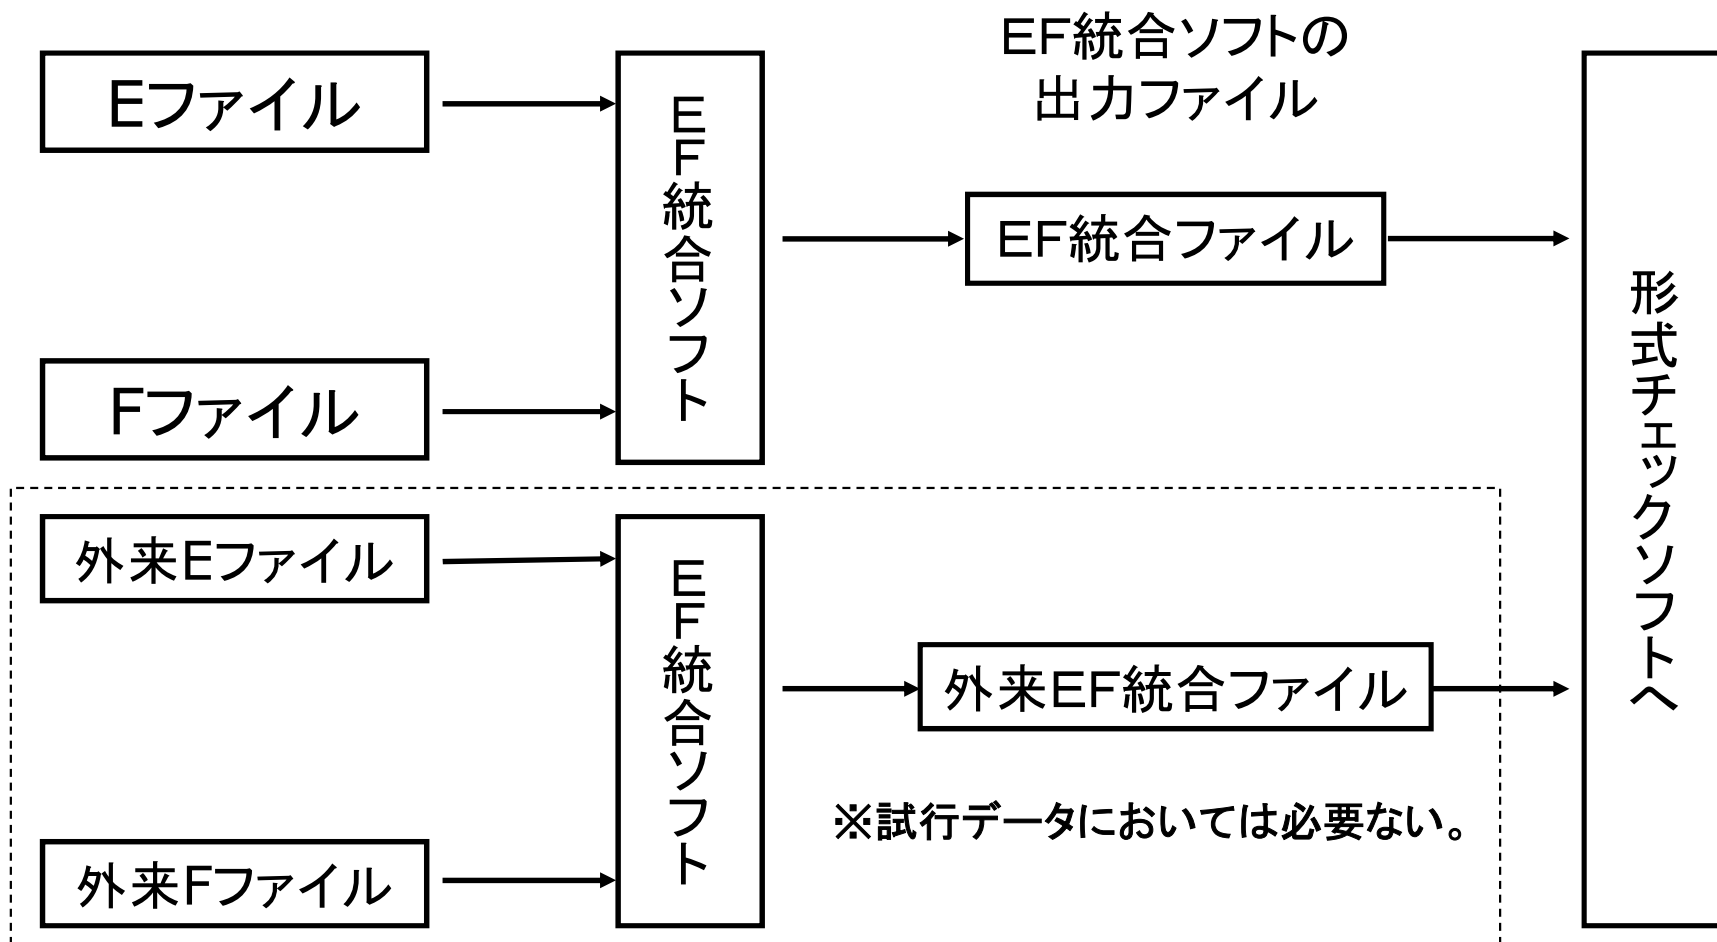 EF統合ソフトの
出力ファイル
Eファイル
EF統合ソフト
EF統合ファイル
Fファイル
形式チェックソフトへ
外来Eファイル
EF統合ソフト
外来EF統合ファイル
※試行データにおいては必要ない。
外来Fファイル